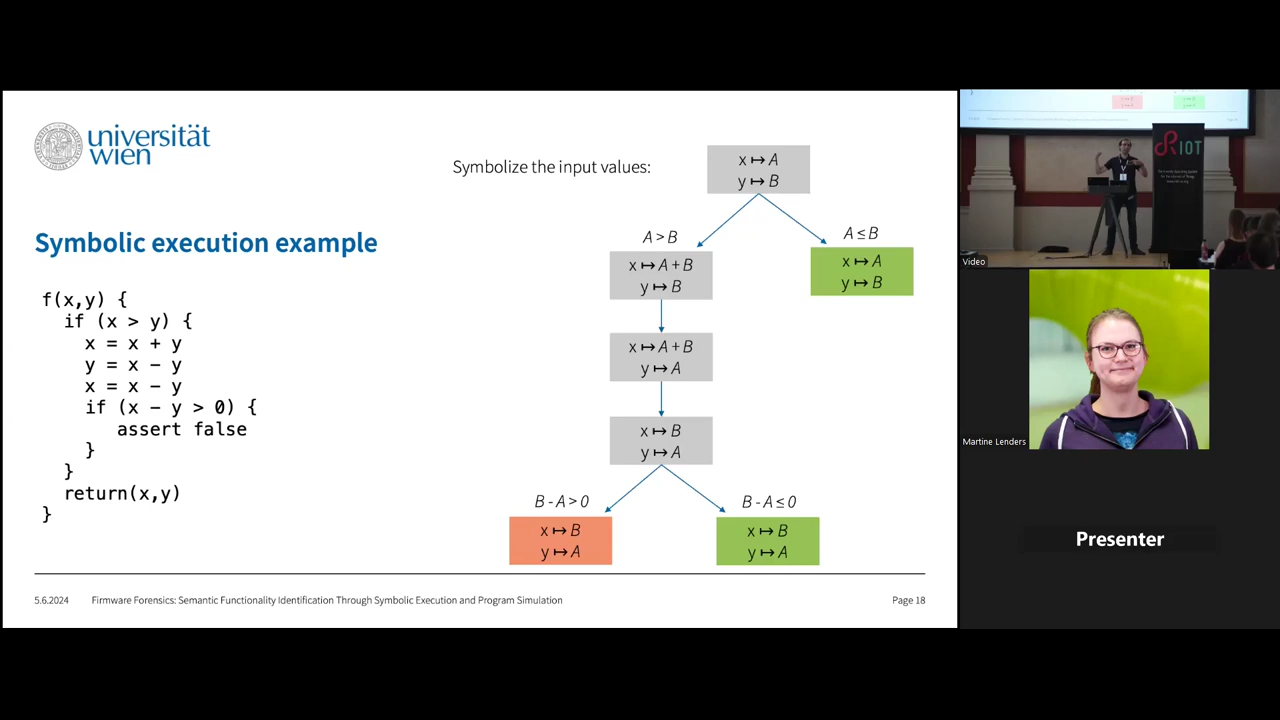 universität
wien
Symbolic execution example
f(x,y) {
if (x > y) {
x = x + y
y = x - y
x = x - y
if (x - y > 0) {
assert false
}
}
return(x,y)
}
Symbolize the input values:
x ↦ A
y ↦ B
A > B
A ≤ B
x ↦ A + B
y ↦ B
x ↦ A
y ↦ B
x ↦ A + B
y ↦ A
x ↦ B
y ↦ A
B - A > 0
B - A ≤ 0
x ↦ B
y ↦ A
x ↦ B
y ↦ A
5.6.2024
Firmware Forensics: Semantic Functionality Identification Through Symbolic Execution and Program Simulation
Page 18
RIOT
Video
Martine Lenders
Presenter